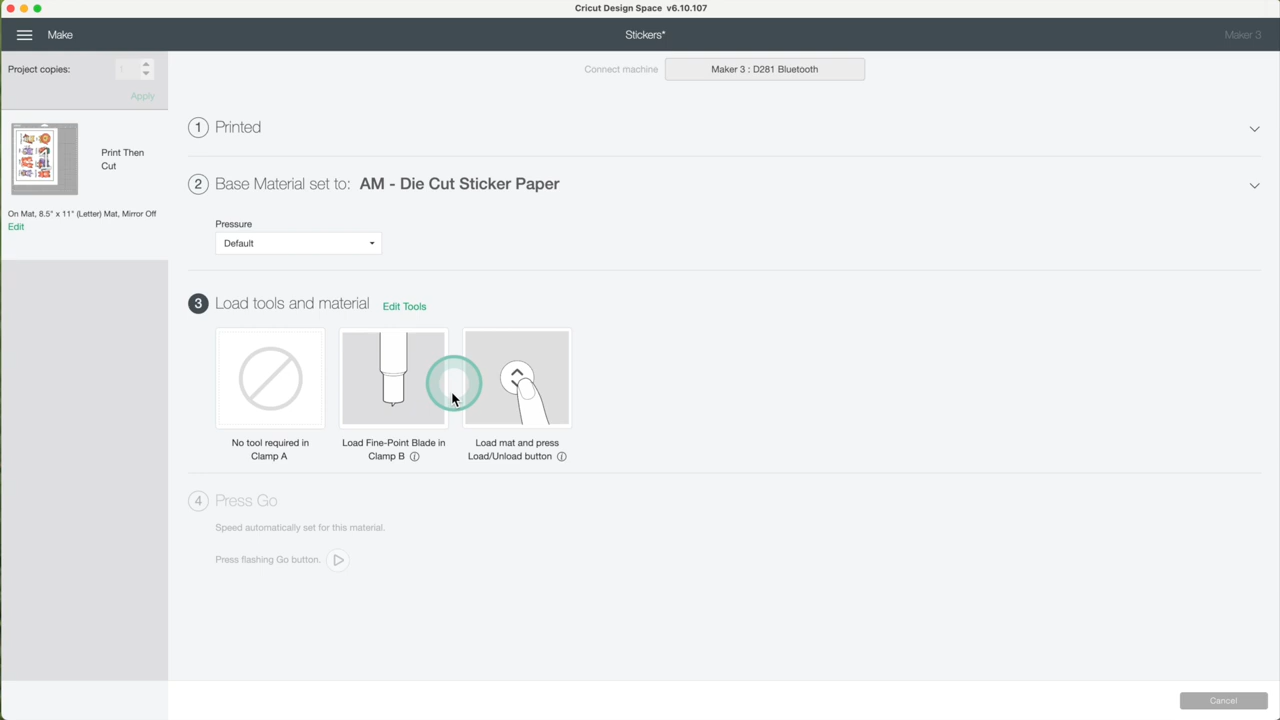 Cricut Design Space v6.10.107
Make
Stickers*
Maker 3
Project copies:
1
Apply
Connect machine
Maker 3 : D281 Bluetooth
Print Then
Cut
On Mat, 8.5" x 11" (Letter) Mat, Mirror Off
Edit
1 Printed
2 Base Material set to: AM - Die Cut Sticker Paper
Pressure
Default
3 Load tools and material Edit Tools
No tool required in
Clamp A
Load Fine-Point Blade in
Clamp B
Load mat and press
Load/Unload button
4 Press Go
Speed automatically set for this material.
Press flashing Go button.
Cancel